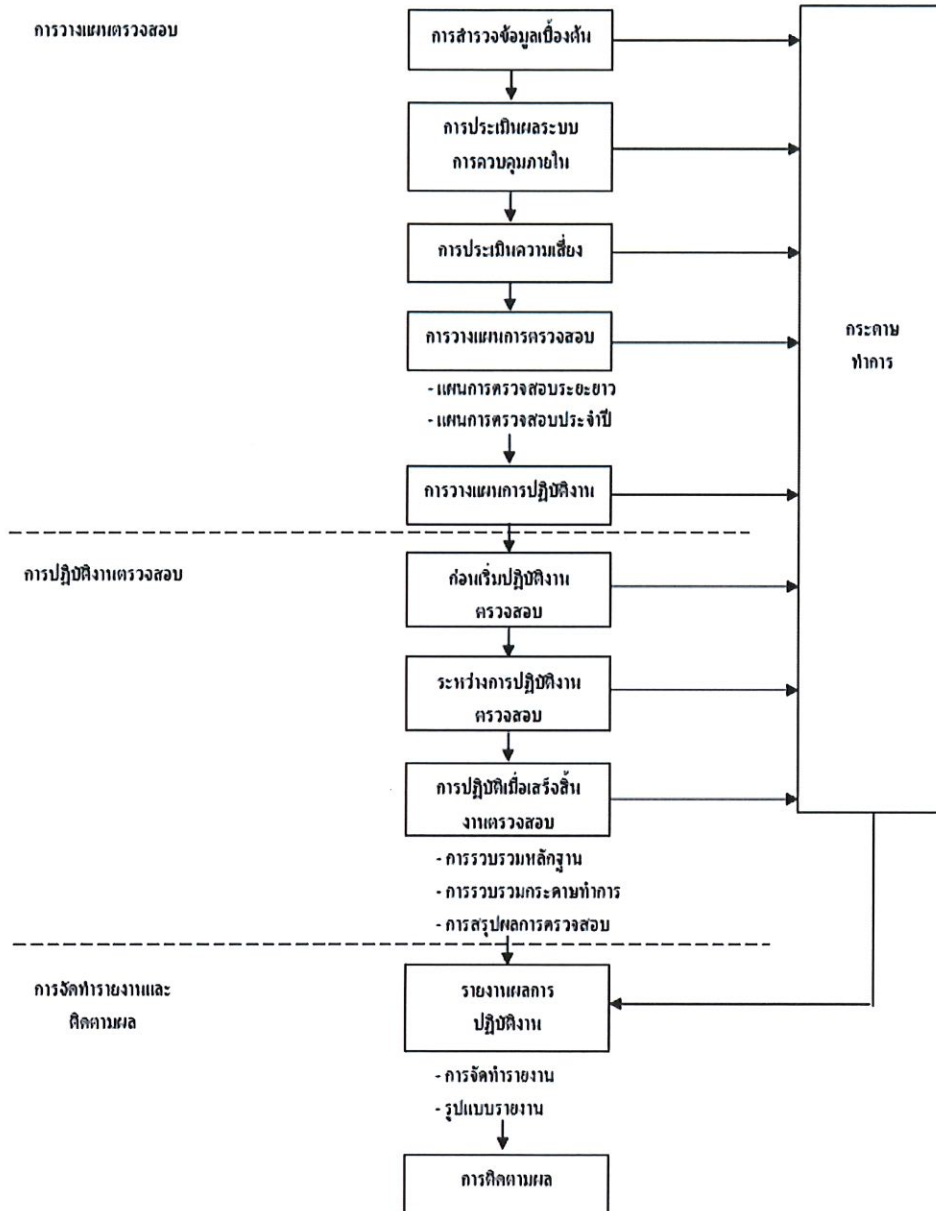 การวางแผนตรวจสอบ
การสำรวจข้อมูลเบื้องต้น
การประเมินผลระบบ
การควบคุมภายใน
การประเมินความเสี่ยง
การวางแผนการตรวจสอบ
- แผนการตรวจสอบระยะยาว
- แผนการตรวจสอบประจำปี
การวางแผนการปฏิบัติงาน
กระดาษ
ทำการ
การปฏิบัติงานตรวจสอบ
ก่อนเริ่มปฏิบัติงาน
ตรวจสอบ
ระหว่างการปฏิบัติงาน
ตรวจสอบ
การปฏิบัติเมื่อเสร็จสิ้น
งานตรวจสอบ
- การรวบรวมหลักฐาน
- การรวบรวมกระดาษทำการ
- การสรุปผลการตรวจสอบ
การจัดทำรายงานและ
ติดตามผล
รายงานผลการ
ปฏิบัติงาน
- การจัดทำรายงาน
- รูปแบบรายงาน
การติดตามผล